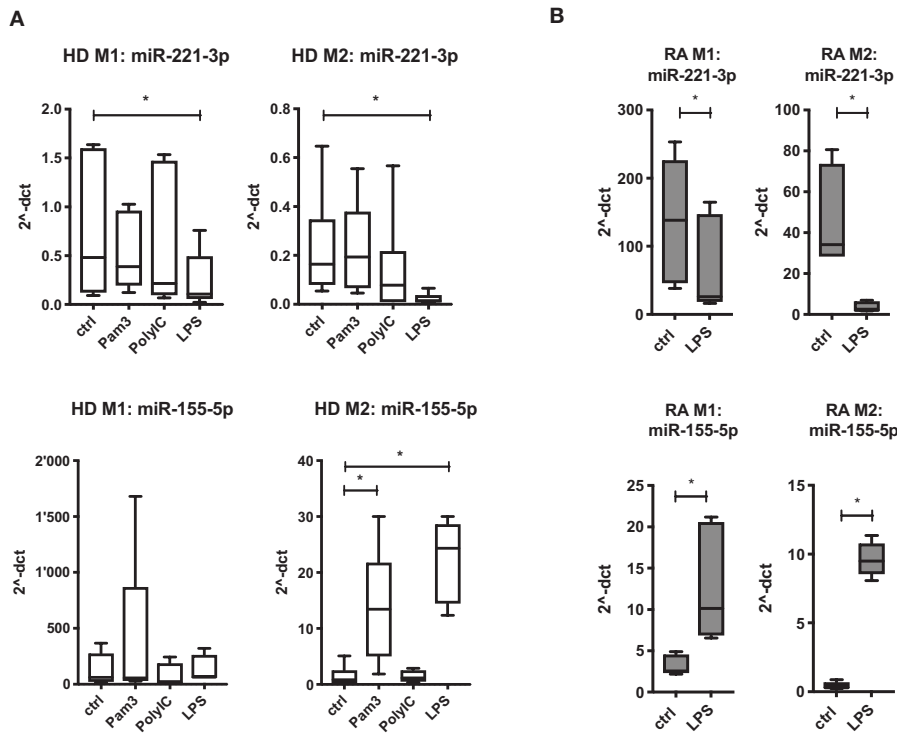 A
B
HD M1: miR-221-3p
HD M2: miR-221-3p
RA M1:
miR-221-3p
RA M2:
miR-221-3p
2.0
1.5
1.0
0.5
0.0
2^-dct
*
ctrl
Pam3
PolyIC
LPS
0.8
0.6
0.4
0.2
0.0
2^-dct
*
ctrl
Pam3
PolyIC
LPS
300
200
100
0
2^-dct
*
ctrl
LPS
100
80
60
40
20
0
2^-dct
*
ctrl
LPS
HD M1: miR-155-5p
HD M2: miR-155-5p
RA M1:
miR-155-5p
RA M2:
miR-155-5p
2'000
1'500
1'000
500
0
2^-dct
ctrl
Pam3
PolyIC
LPS
40
30
20
10
0
2^-dct
*
*
ctrl
Pam3
PolyIC
LPS
25
20
15
10
5
0
2^-dct
*
ctrl
LPS
15
10
5
0
2^-dct
*
ctrl
LPS